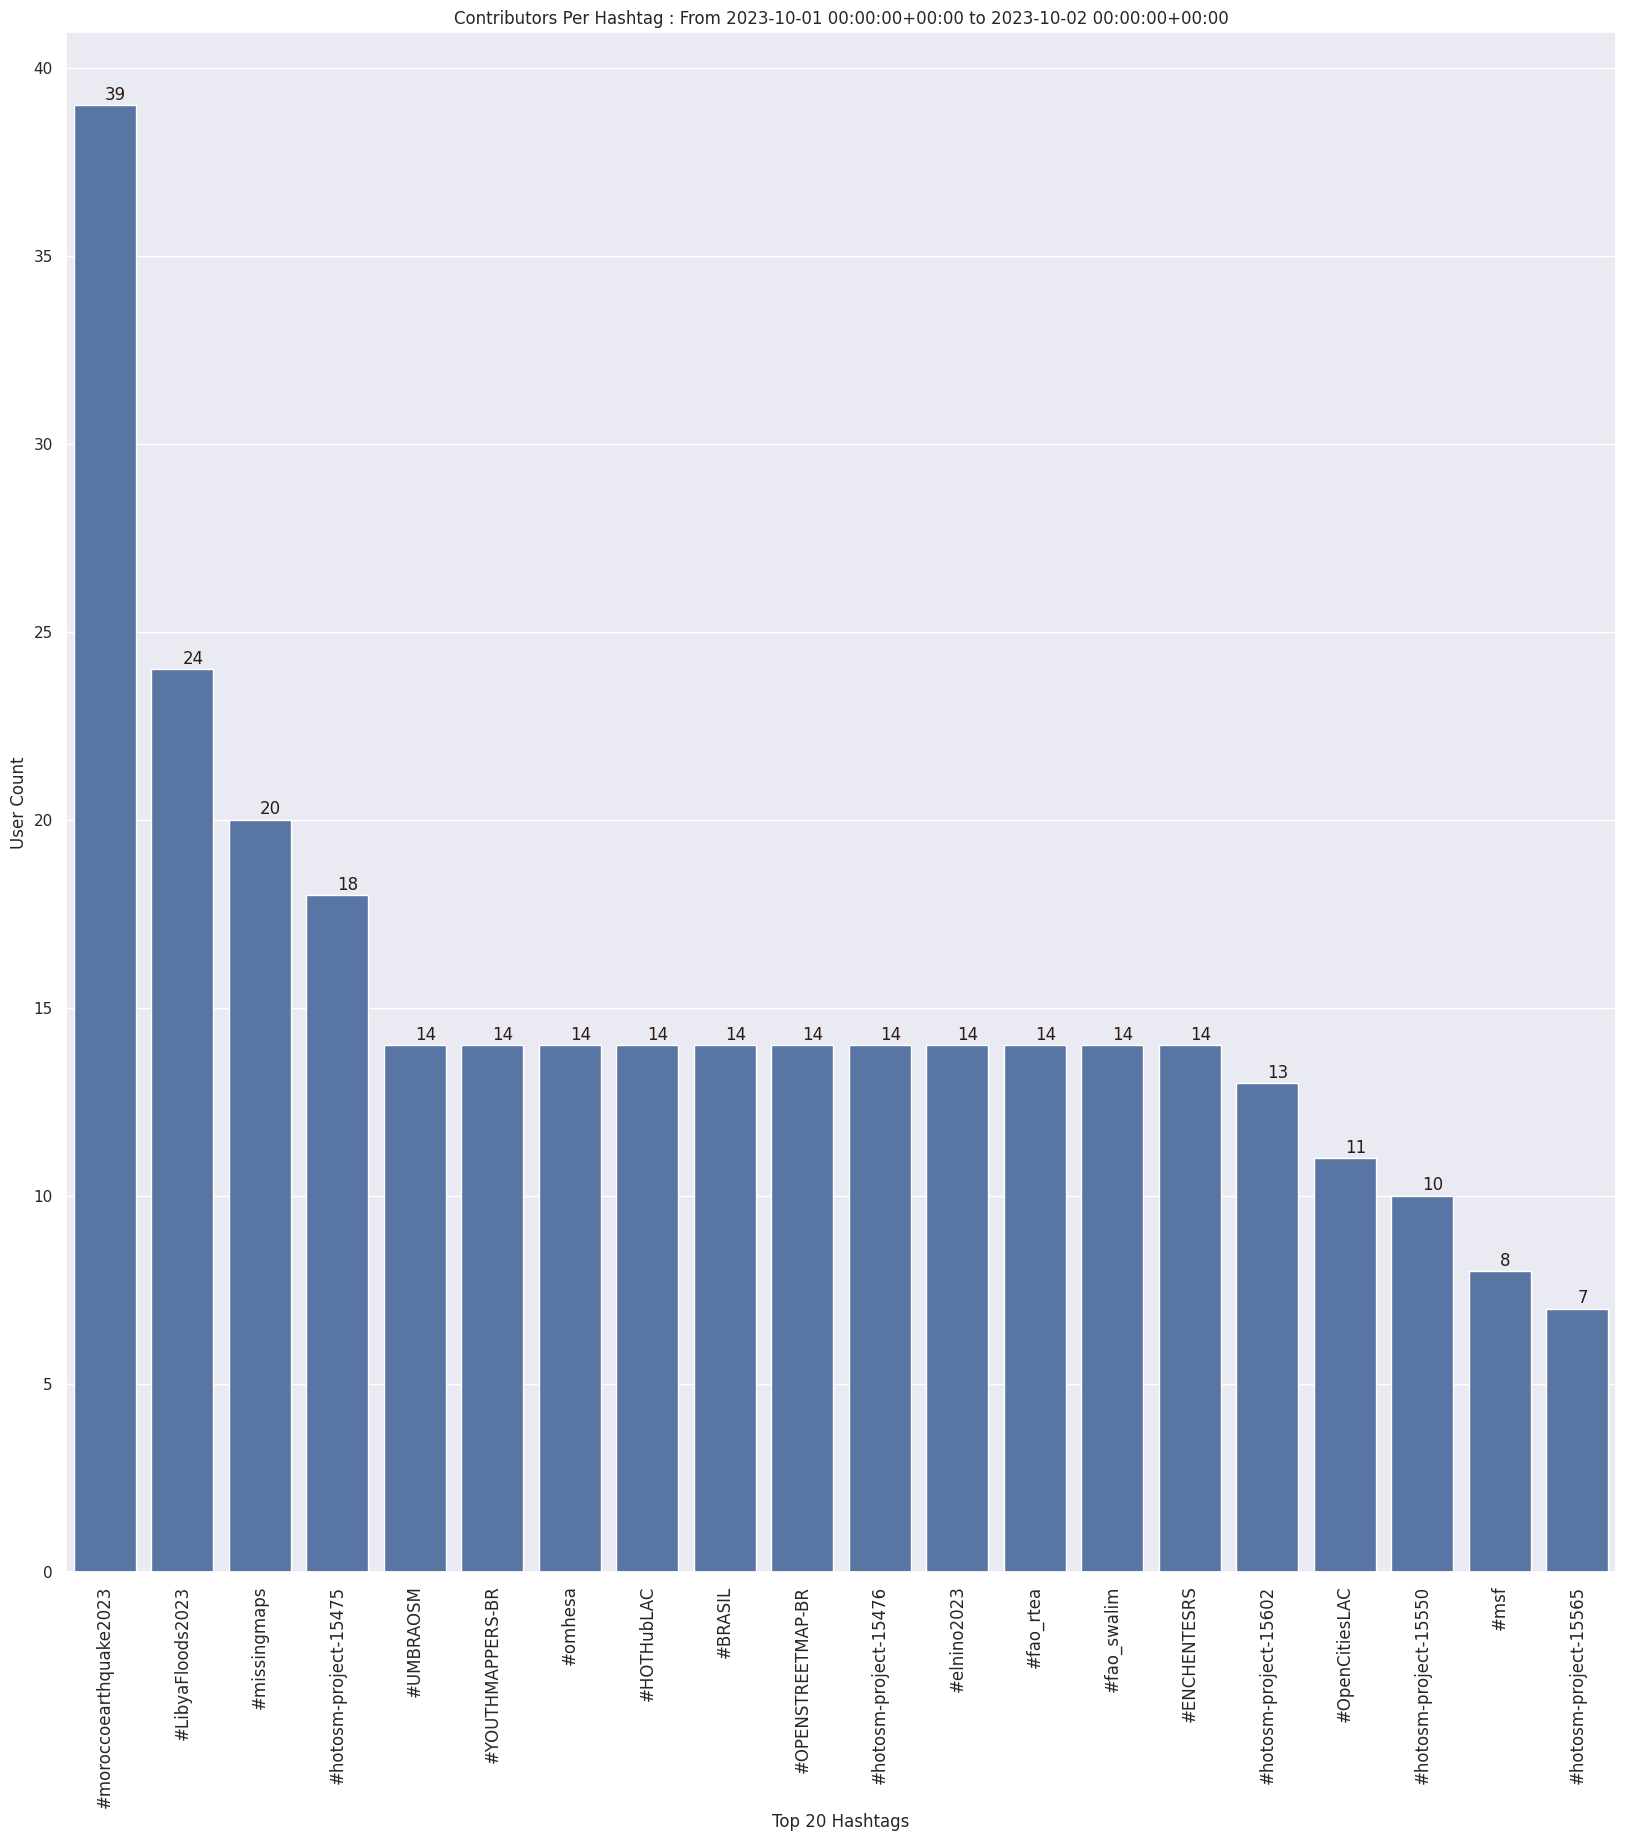 Contributors Per Hashtag : From 2023-10-01 00:00:00+00:00 to 2023-10-02 00:00:00+00:00
User Count
40
35
30
25
20
15
10
5
0
39
24
20
18
14
14
14
14
14
14
14
14
14
14
14
13
11
10
8
7
#moroccoearthquake2023
#LibyaFloods2023
#missingmaps
#hotosm-project-15475
#UMBRAOSM
#YOUTHMAPPERS-BR
#omhesa
#HOTHubLAC
#BRASIL
#OPENSTREETMAP-BR
#hotosm-project-15476
#elnino2023
#fao_rtea
#fao_swalim
#ENCHENTESRS
#hotosm-project-15602
#OpenCitiesLAC
#hotosm-project-15550
#msf
#hotosm-project-15565
Top 20 Hashtags